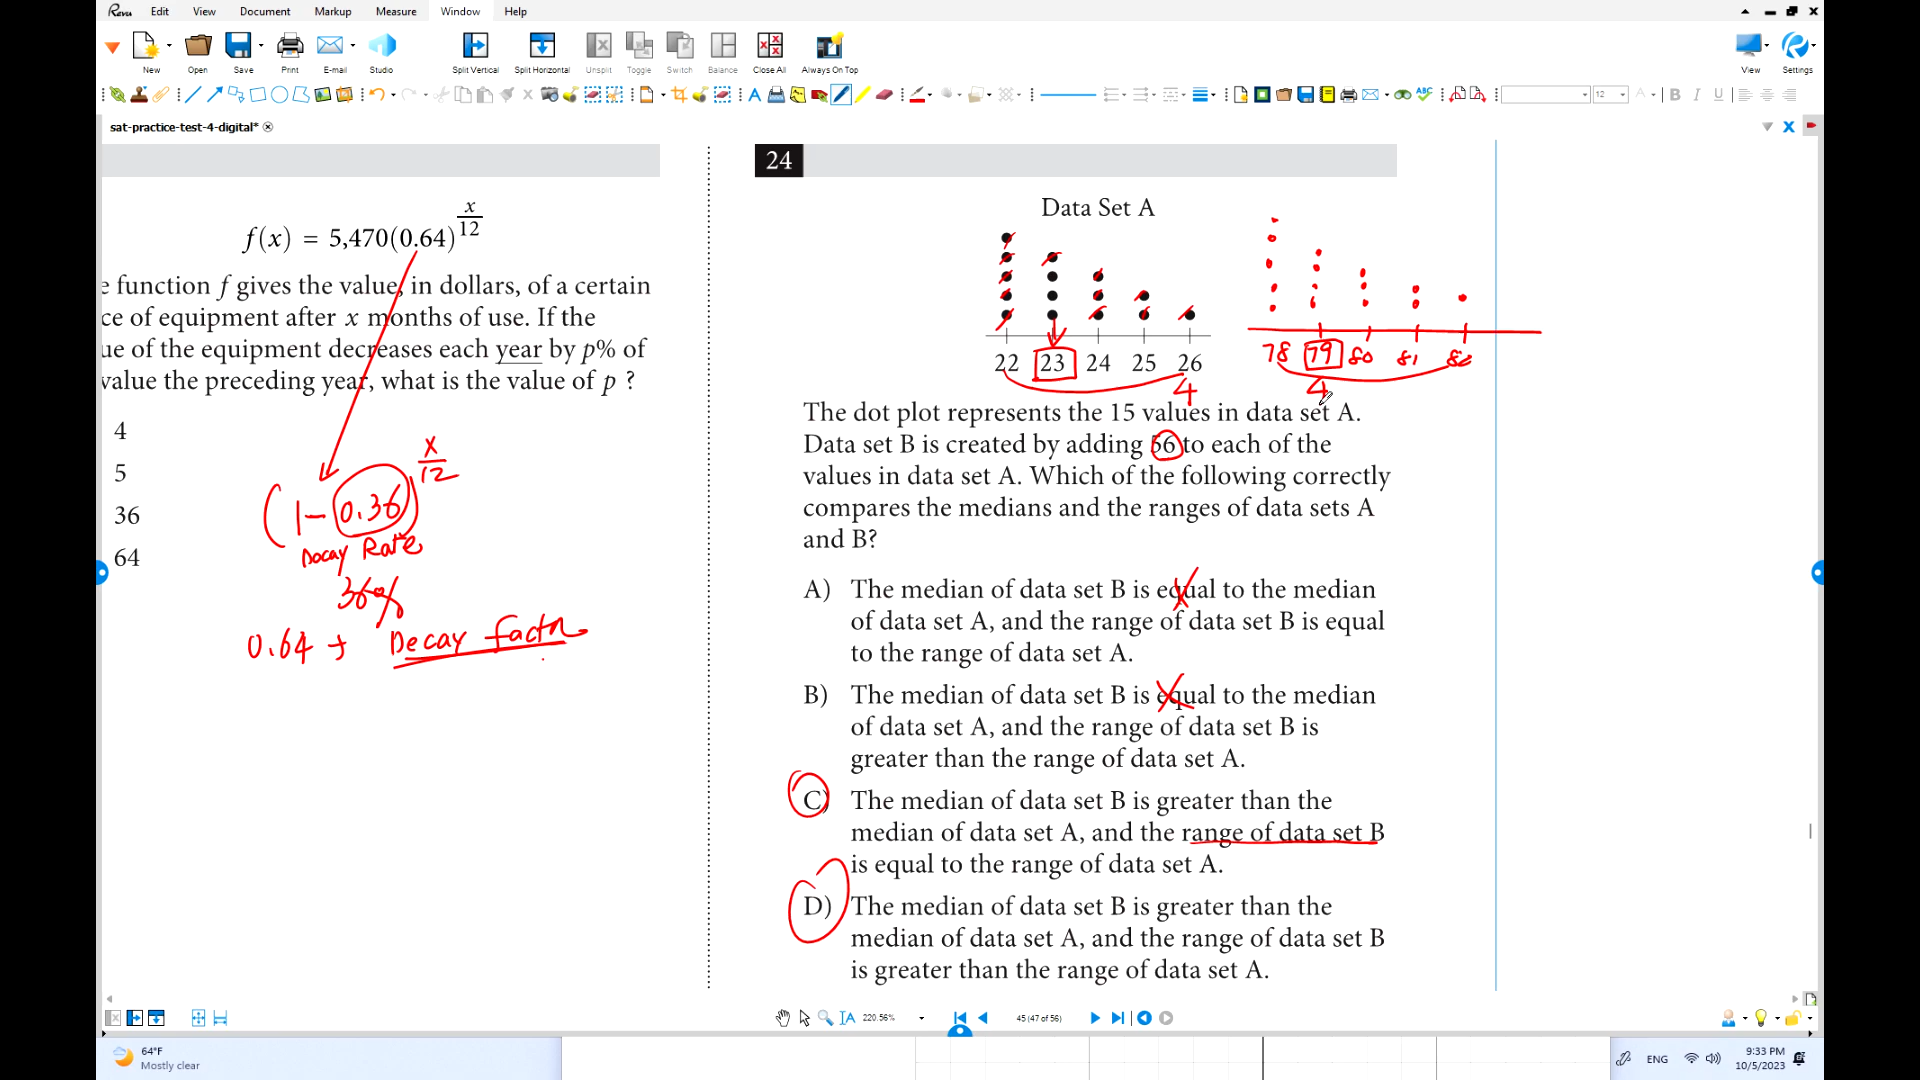 Revu Edit View Document Markup Measure Window Help
New Open Save Print E-mail Studio Split Vertical Split Horizontal Unsplit Toggle Switch Balance Close All Always On Top View Settings
12 B I U
sat-practice-test-4-digital*
f(x) = 5,470(0.64)^(x/12)
e function f gives the value, in dollars, of a certain
ce of equipment after x months of use. If the
ue of the equipment decreases each year by p% of
value the preceding year, what is the value of p ?
4
5
36
64
(1 - 0.36)^(x/12)
Decay Rate
36%
0.64 → Decay factor
24
Data Set A
22 23 24 25 26
4
78 79 80 81 82
4
The dot plot represents the 15 values in data set A.
Data set B is created by adding 56 to each of the
values in data set A. Which of the following correctly
compares the medians and the ranges of data sets A
and B?
A) The median of data set B is equal to the median
of data set A, and the range of data set B is equal
to the range of data set A.
B) The median of data set B is equal to the median
of data set A, and the range of data set B is
greater than the range of data set A.
C) The median of data set B is greater than the
median of data set A, and the range of data set B
is equal to the range of data set A.
D) The median of data set B is greater than the
median of data set A, and the range of data set B
is greater than the range of data set A.
220.56% 45 (47 of 56)
64°F
Mostly clear
ENG
9:33 PM
10/5/2023